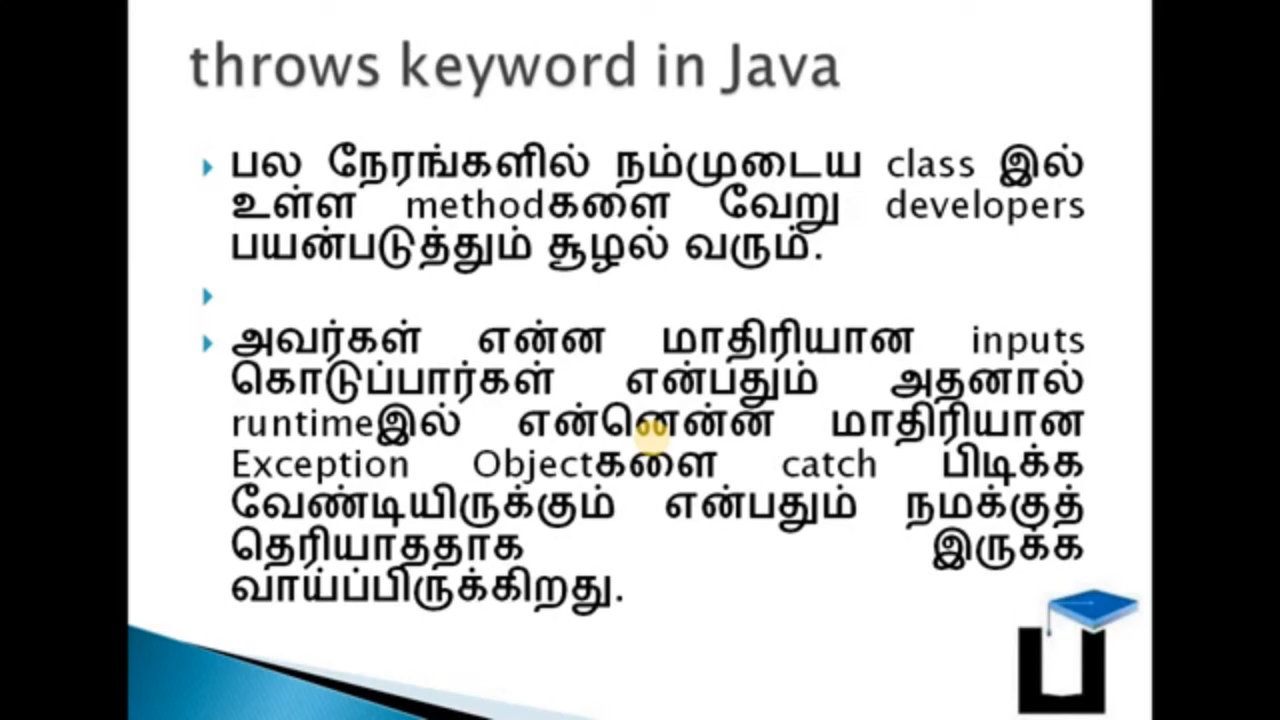 throws keyword in Java
பல நேரங்களில் நம்முடைய class இல்
உள்ள methodகளை வேறு developers
பயன்படுத்தும் சூழல் வரும்.
அவர்கள் என்ன மாதிரியான inputs
கொடுப்பார்கள் என்பதும் அதனால்
runtimeஇல் என்னென்ன மாதிரியான
Exception Objectகளை catch பிடிக்க
வேண்டியிருக்கும் என்பதும் நமக்குத்
தெரியாததாக இருக்க
வாய்ப்பிருக்கிறது.